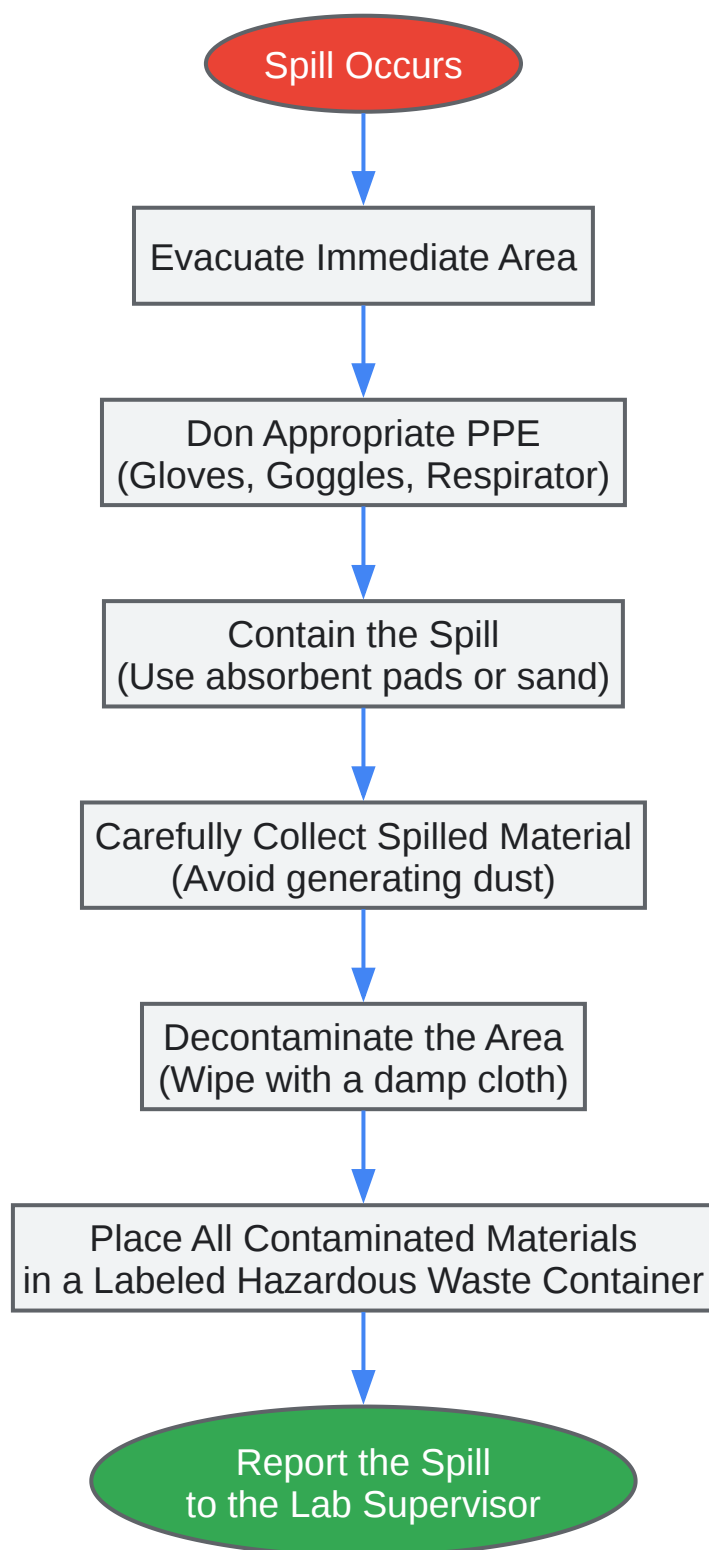 Spill Occurs
Evacuate Immediate Area
Don Appropriate PPE
(Gloves, Goggles, Respirator)
Contain the Spill
(Use absorbent pads or sand)
Carefully Collect Spilled Material
(Avoid generating dust)
Decontaminate the Area
(Wipe with a damp cloth)
Place All Contaminated Materials
in a Labeled Hazardous Waste Container
Report the Spill
to the Lab Supervisor